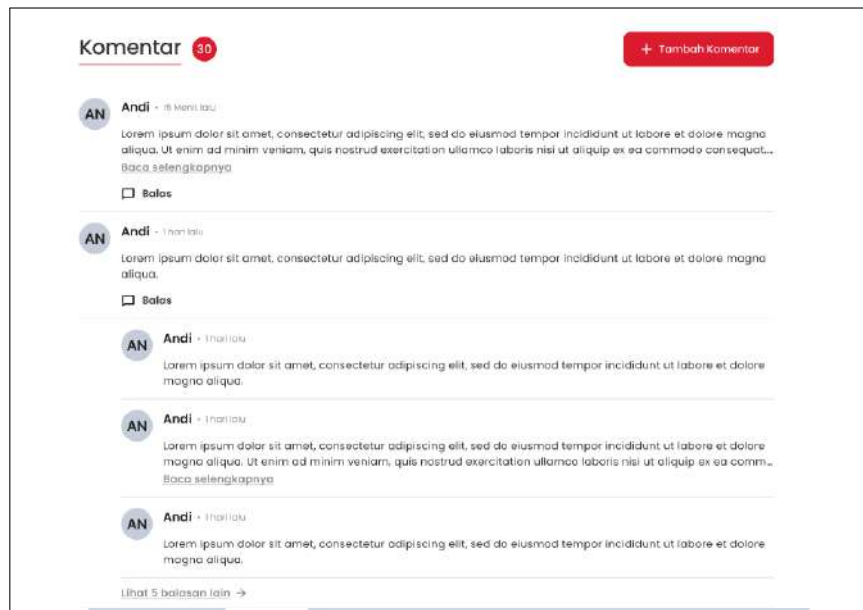 Komentar 30
+ Tambah Komentar
AN Andi • 15 Menit lalu
Lorem ipsum dolor sit amet, consectetur adipiscing elit, sed do eiusmod tempor incididunt ut labore et dolore magna
aliqua. Ut enim ad minim veniam, quis nostrud exercitation ullamco laboris nisi ut aliquip ex ea commodo consequat....
Baca selengkapnya
Balas
AN Andi • 1 hari lalu
Lorem ipsum dolor sit amet, consectetur adipiscing elit, sed do eiusmod tempor incididunt ut labore et dolore magna
aliqua.
Balas
AN Andi • 1 hari lalu
Lorem ipsum dolor sit amet, consectetur adipiscing elit, sed do eiusmod tempor incididunt ut labore et dolore
magna aliqua.
AN Andi • 1 hari lalu
Lorem ipsum dolor sit amet, consectetur adipiscing elit, sed do eiusmod tempor incididunt ut labore et dolore
magna aliqua. Ut enim ad minim veniam, quis nostrud exercitation ullamco laboris nisi ut aliquip ex ea comm...
Baca selengkapnya
AN Andi • 1 hari lalu
Lorem ipsum dolor sit amet, consectetur adipiscing elit, sed do eiusmod tempor incididunt ut labore et dolore
magna aliqua.
Lihat 5 balasan lain →